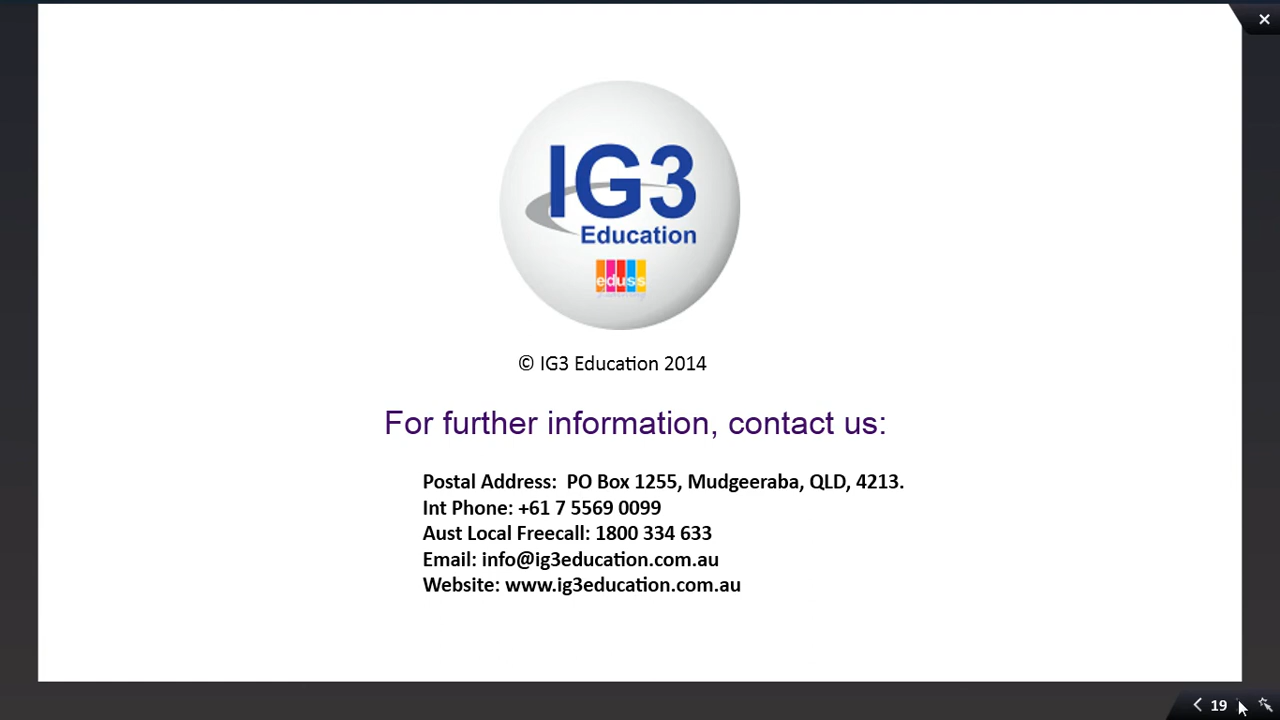 IG3
Education
eduss
© IG3 Education 2014
For further information, contact us:
Postal Address:  PO Box 1255, Mudgeeraba, QLD, 4213.
Int Phone: +61 7 5569 0099
Aust Local Freecall: 1800 334 633
Email: info@ig3education.com.au
Website: www.ig3education.com.au
19